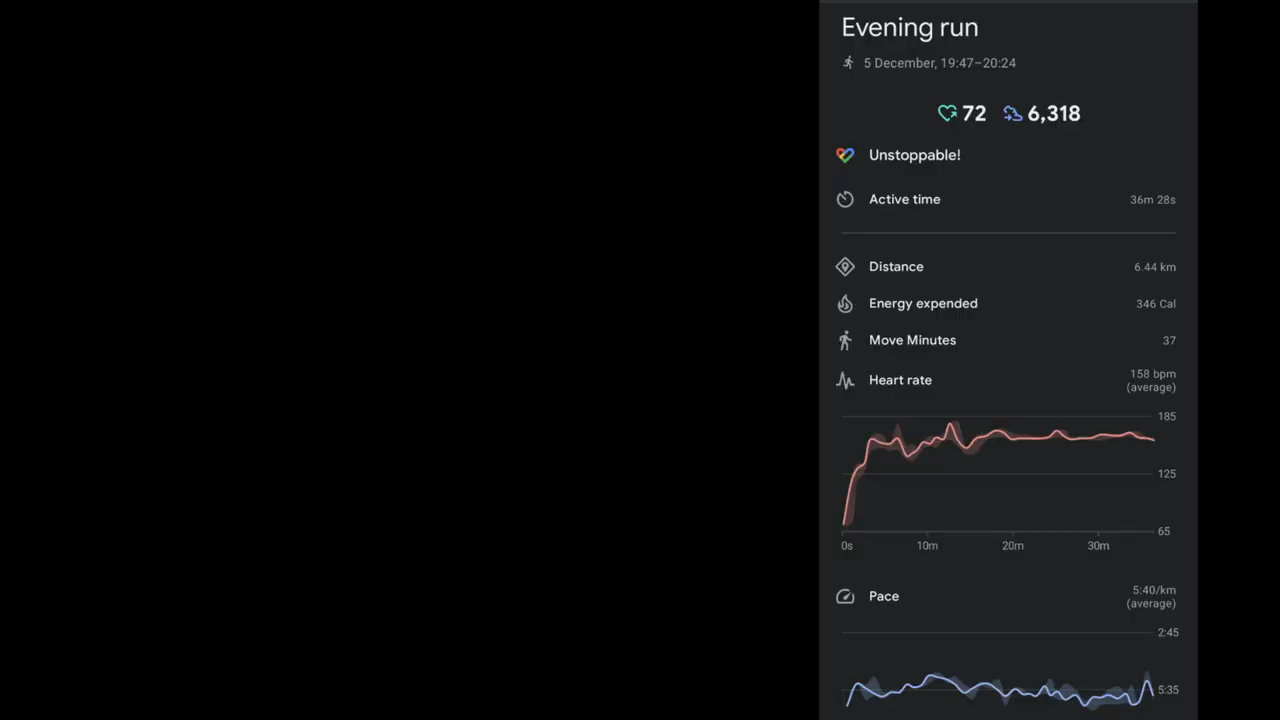 Evening run
5 December, 19:47–20:24
72 6,318
Unstoppable!
Active time 36m 28s
Distance 6.44 km
Energy expended 346 Cal
Move Minutes 37
Heart rate 158 bpm
(average)
185
125
65
0s 10m 20m 30m
Pace 5:40/km
(average)
2:45
5:35